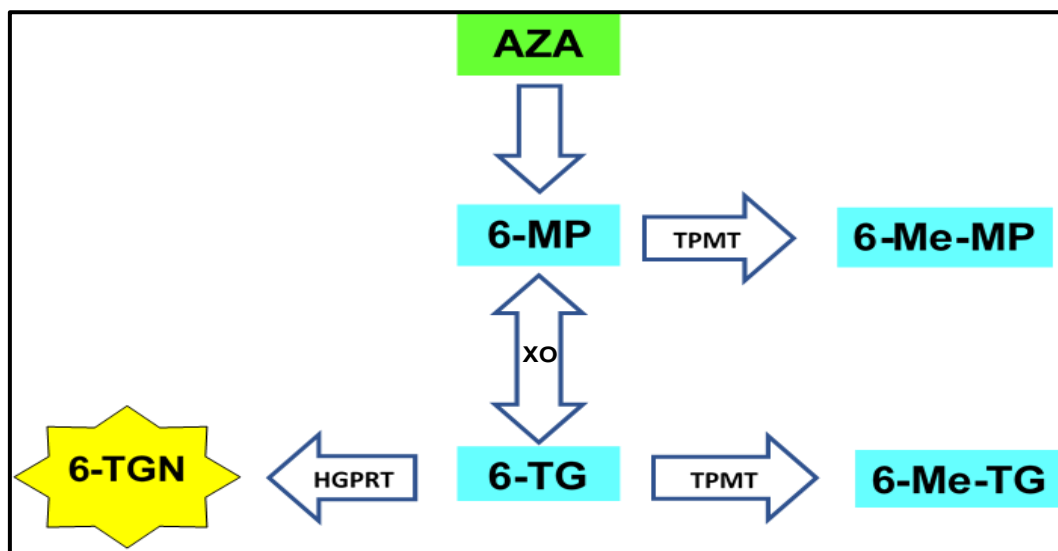 AZA
6-MP
TPMT
6-Me-MP
XO
6-TGN
HGPRT
6-TG
TPMT
6-Me-TG